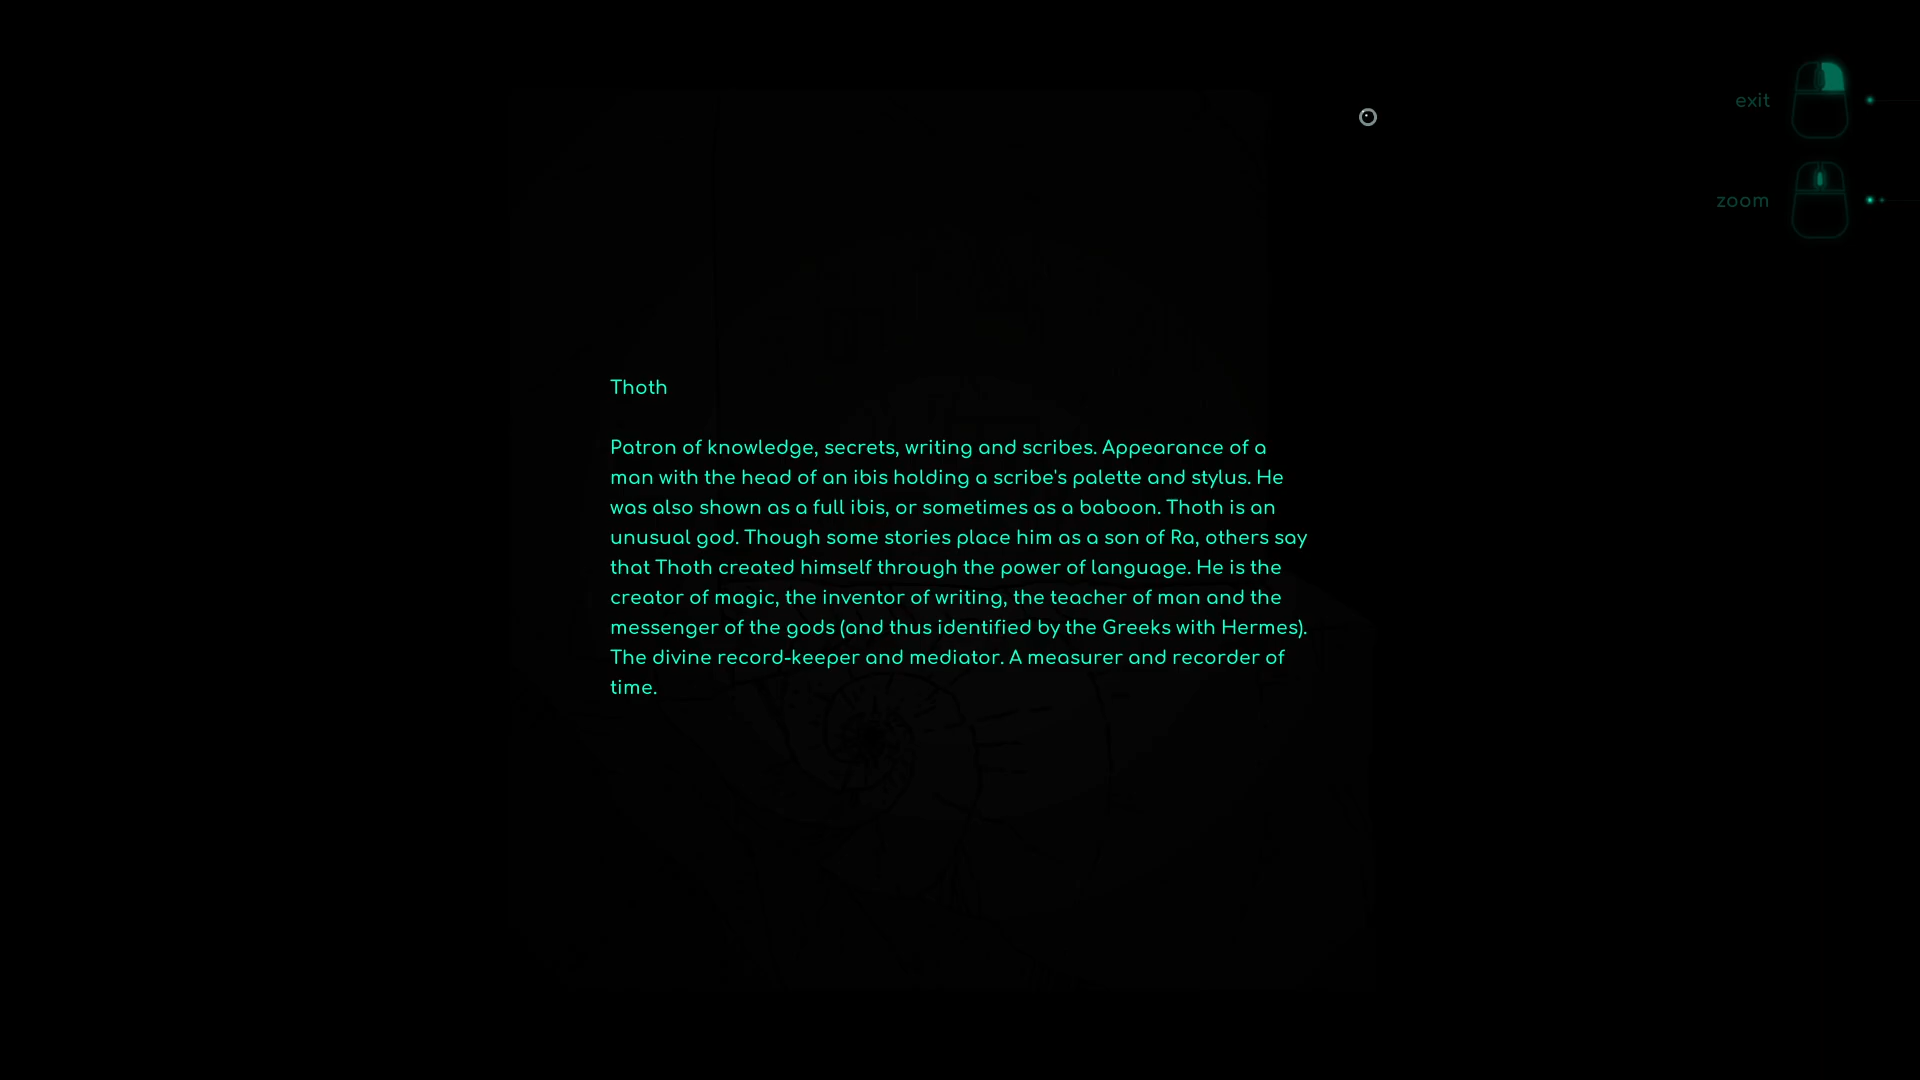 exit
zoom
Thoth
Patron of knowledge, secrets, writing and scribes. Appearance of a
man with the head of an ibis holding a scribe's palette and stylus. He
was also shown as a full ibis, or sometimes as a baboon. Thoth is an
unusual god. Though some stories place him as a son of Ra, others say
that Thoth created himself through the power of language. He is the
creator of magic, the inventor of writing, the teacher of man and the
messenger of the gods (and thus identified by the Greeks with Hermes).
The divine record-keeper and mediator. A measurer and recorder of
time.